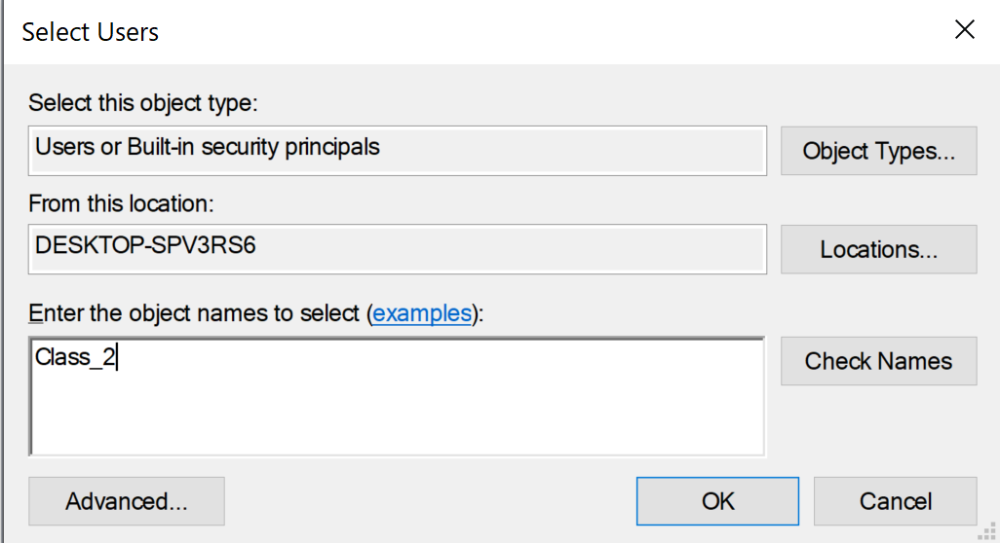 Select Users
Select this object type:
Users or Built-in security principals
Object Types...
From this location:
DESKTOP-SPV3RS6
Locations...
Enter the object names to select (examples):
Class_2
Check Names
Advanced...
OK
Cancel